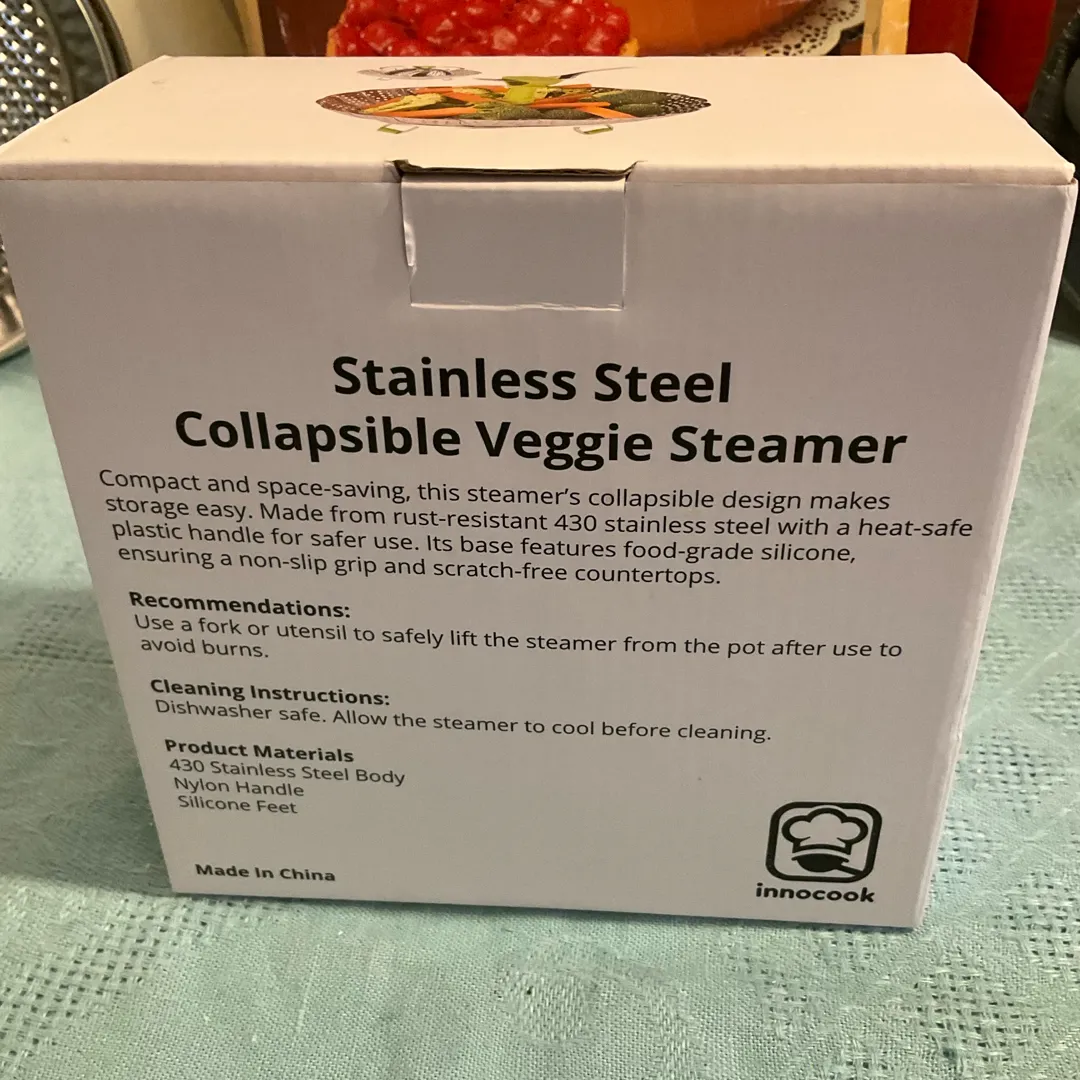 Stainless Steel
Collapsible Veggie Steamer
Compact and space-saving, this steamer's collapsible design makes
storage easy. Made from rust-resistant 430 stainless steel with a heat-safe
plastic handle for safer use. Its base features food-grade silicone,
ensuring a non-slip grip and scratch-free countertops.
Recommendations:
Use a fork or utensil to safely lift the steamer from the pot after use to
avoid burns.
Cleaning Instructions:
Dishwasher safe. Allow the steamer to cool before cleaning.
Product Materials
430 Stainless Steel Body
Nylon Handle
Silicone Feet
Made In China
innocook